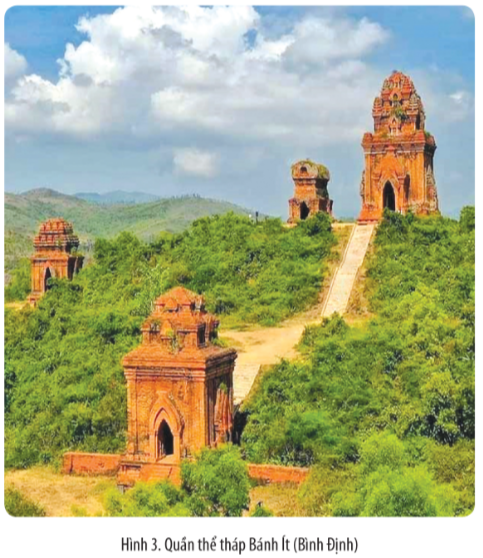 Hình 3. Quần thể tháp Bánh Ít (Bình Định)